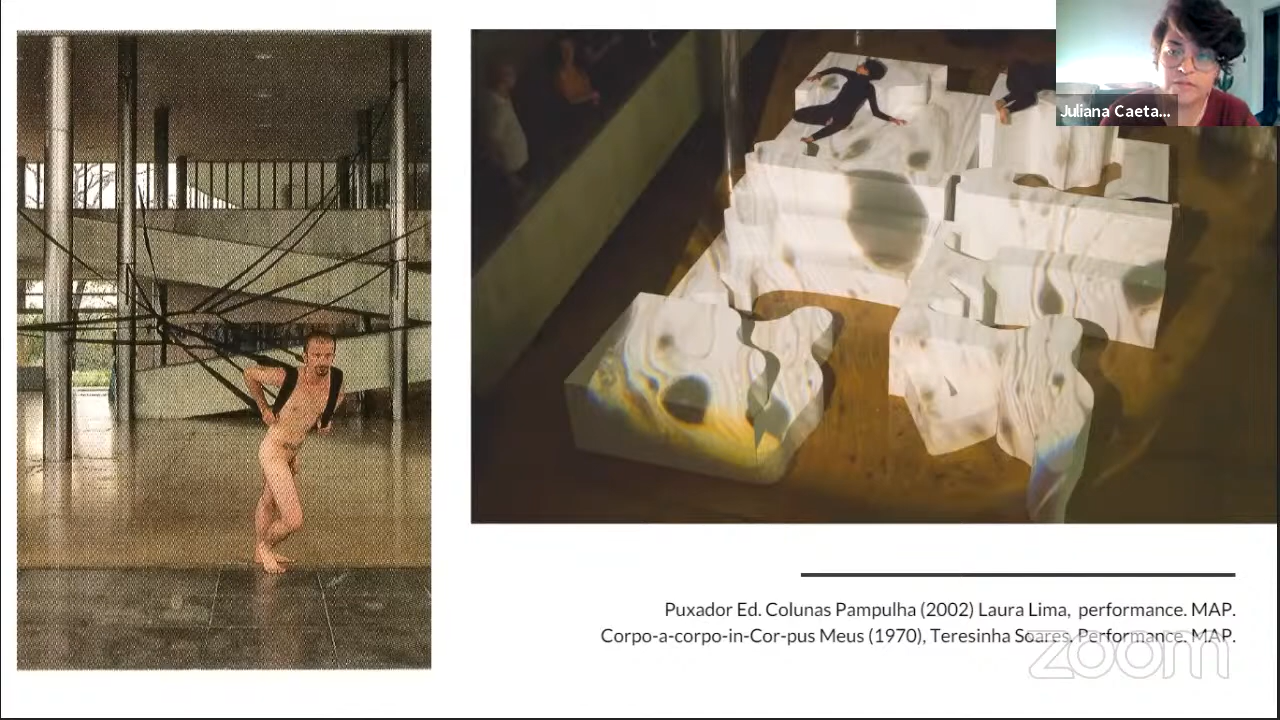 Juliana Caeta...
Puxador Ed. Colunas Pampulha (2002) Laura Lima, performance. MAP.
Corpo-a-corpo-in-Cor-pus Meus (1970), Teresinha Soares. Performance. MAP.
zoom